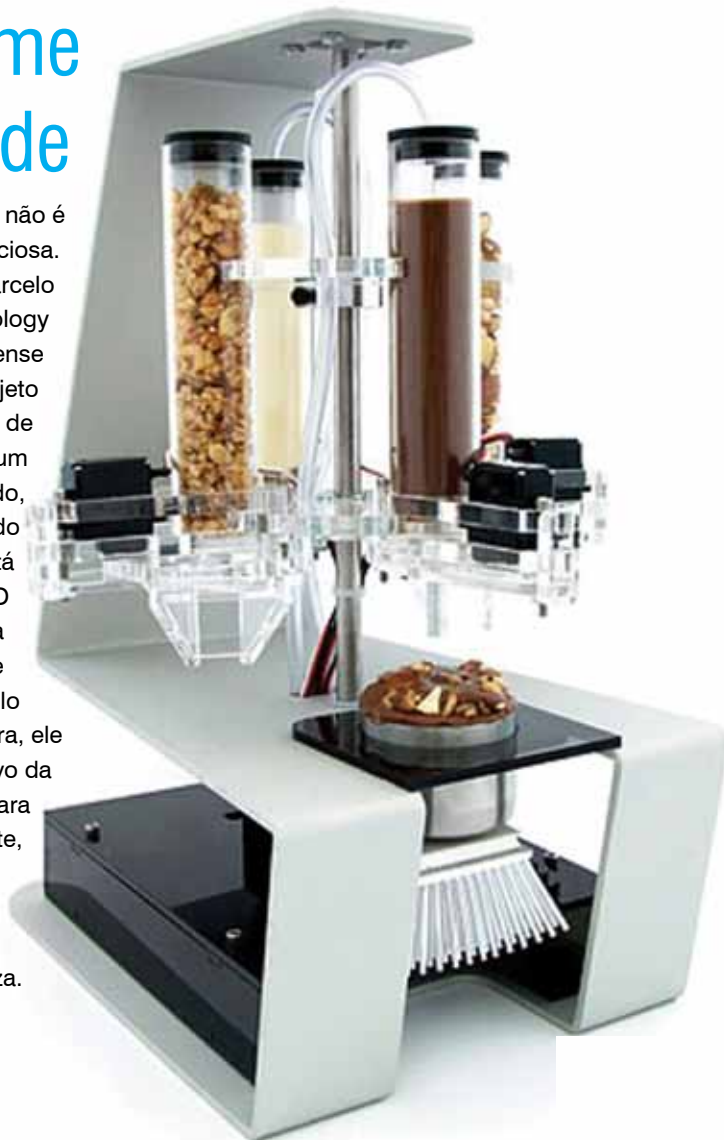 me
de
não é
ciosa.
arcelo
ology
ense
jeto
de
um
do,
do
tá
O
a
e
lo
ra, ele
vo da
ara
te,
za.